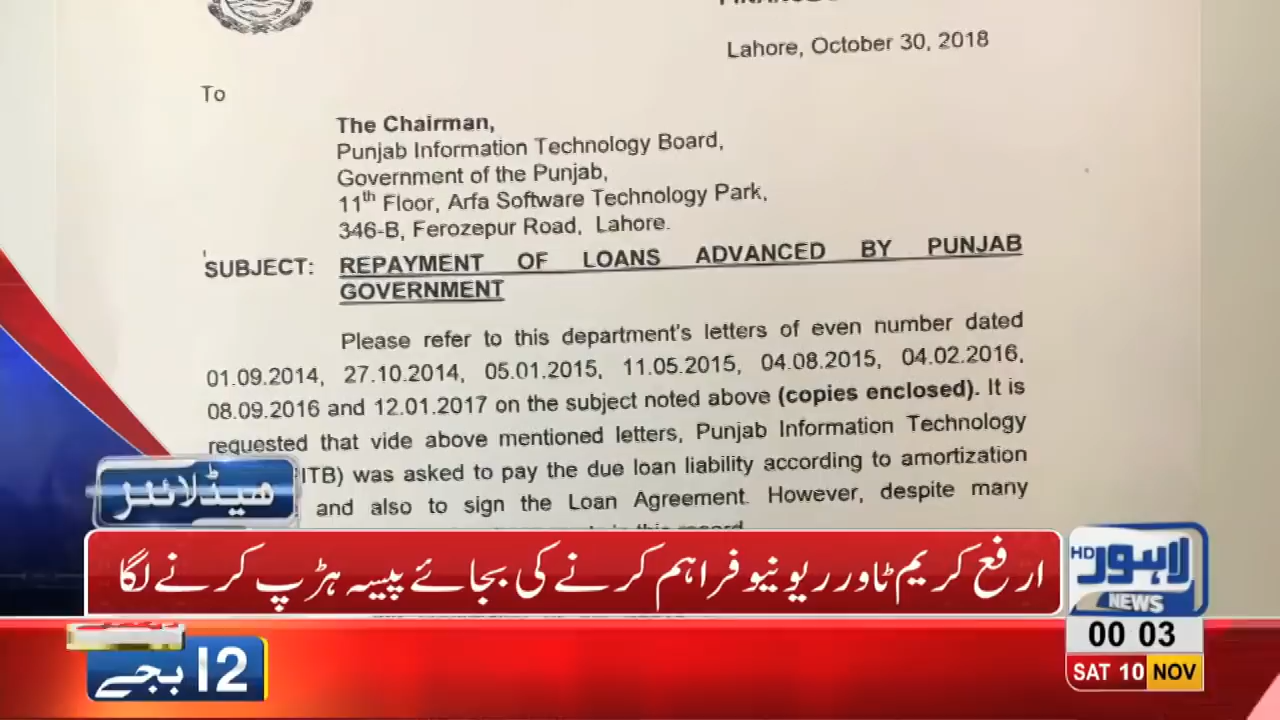 Lahore, October 30, 2018
To
The Chairman,
Punjab Information Technology Board,
Government of the Punjab,
11th Floor, Arfa Software Technology Park,
346-B, Ferozepur Road, Lahore.
SUBJECT: REPAYMENT OF LOANS ADVANCED BY PUNJAB
GOVERNMENT
Please refer to this department's letters of even number dated
01.09.2014, 27.10.2014, 05.01.2015, 11.05.2015, 04.08.2015, 04.02.2016,
08.09.2016 and 12.01.2017 on the subject noted above (copies enclosed). It is
requested that vide above mentioned letters, Punjab Information Technology
ITB) was asked to pay the due loan liability according to amortization
and also to sign the Loan Agreement. However, despite many
ہیڈلائنز
ارفع کریم ٹاور ریونیو فراہم کرنے کی بجائے پیسہ ہڑپ کرنے لگا
HD لاہور
NEWS
00 03
SAT 10 NOV
12 بجے